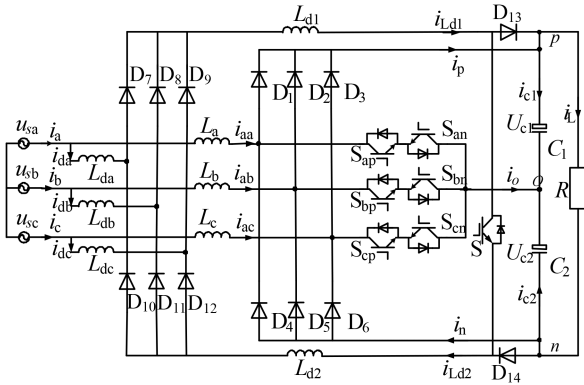 L_d1 i_Ld1 D_13
p
i_p
D_7 D_8 D_9
D_1 D_2 D_3
i_c1 i_L
u_sa i_a L_a i_aa S_an U_c1 C_1
i_da L_da S_ap
u_sb i_b L_b i_ab S_bn i_o O R
i_db L_db S_bp
u_sc i_c L_c i_ac S_cn S U_c2 C_2
i_dc L_dc S_cp
i_c2
D_10 D_11 D_12
D_4 D_5 D_6 i_n
n
L_d2 i_Ld2 D_14